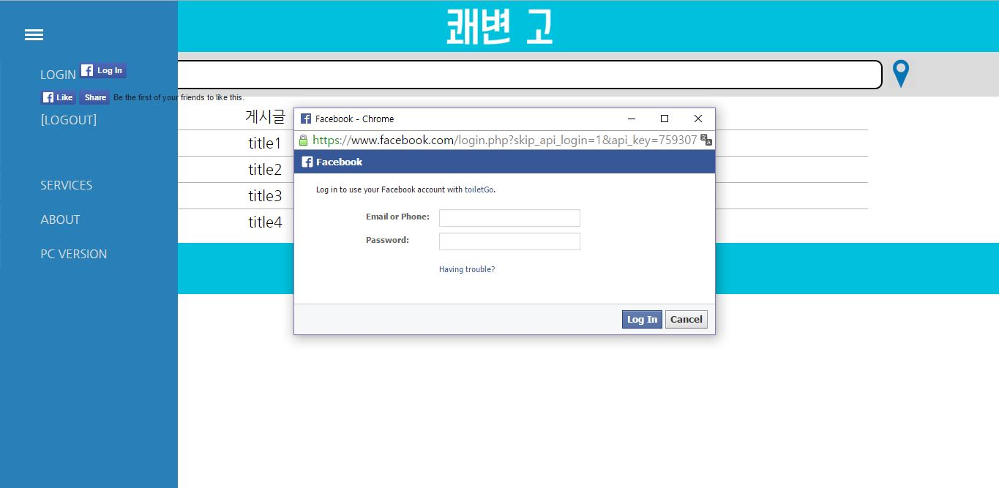 쾌변 고
LOGIN Log In
Like Share Be the first of your friends to like this.
[LOGOUT]
SERVICES
ABOUT
PC VERSION
게시글
title1
title2
title3
title4
Facebook - Chrome
https://www.facebook.com/login.php?skip_api_login=1&api_key=759307
Facebook
Log in to use your Facebook account with toiletGo.
Email or Phone:
Password:
Having trouble?
Log In Cancel